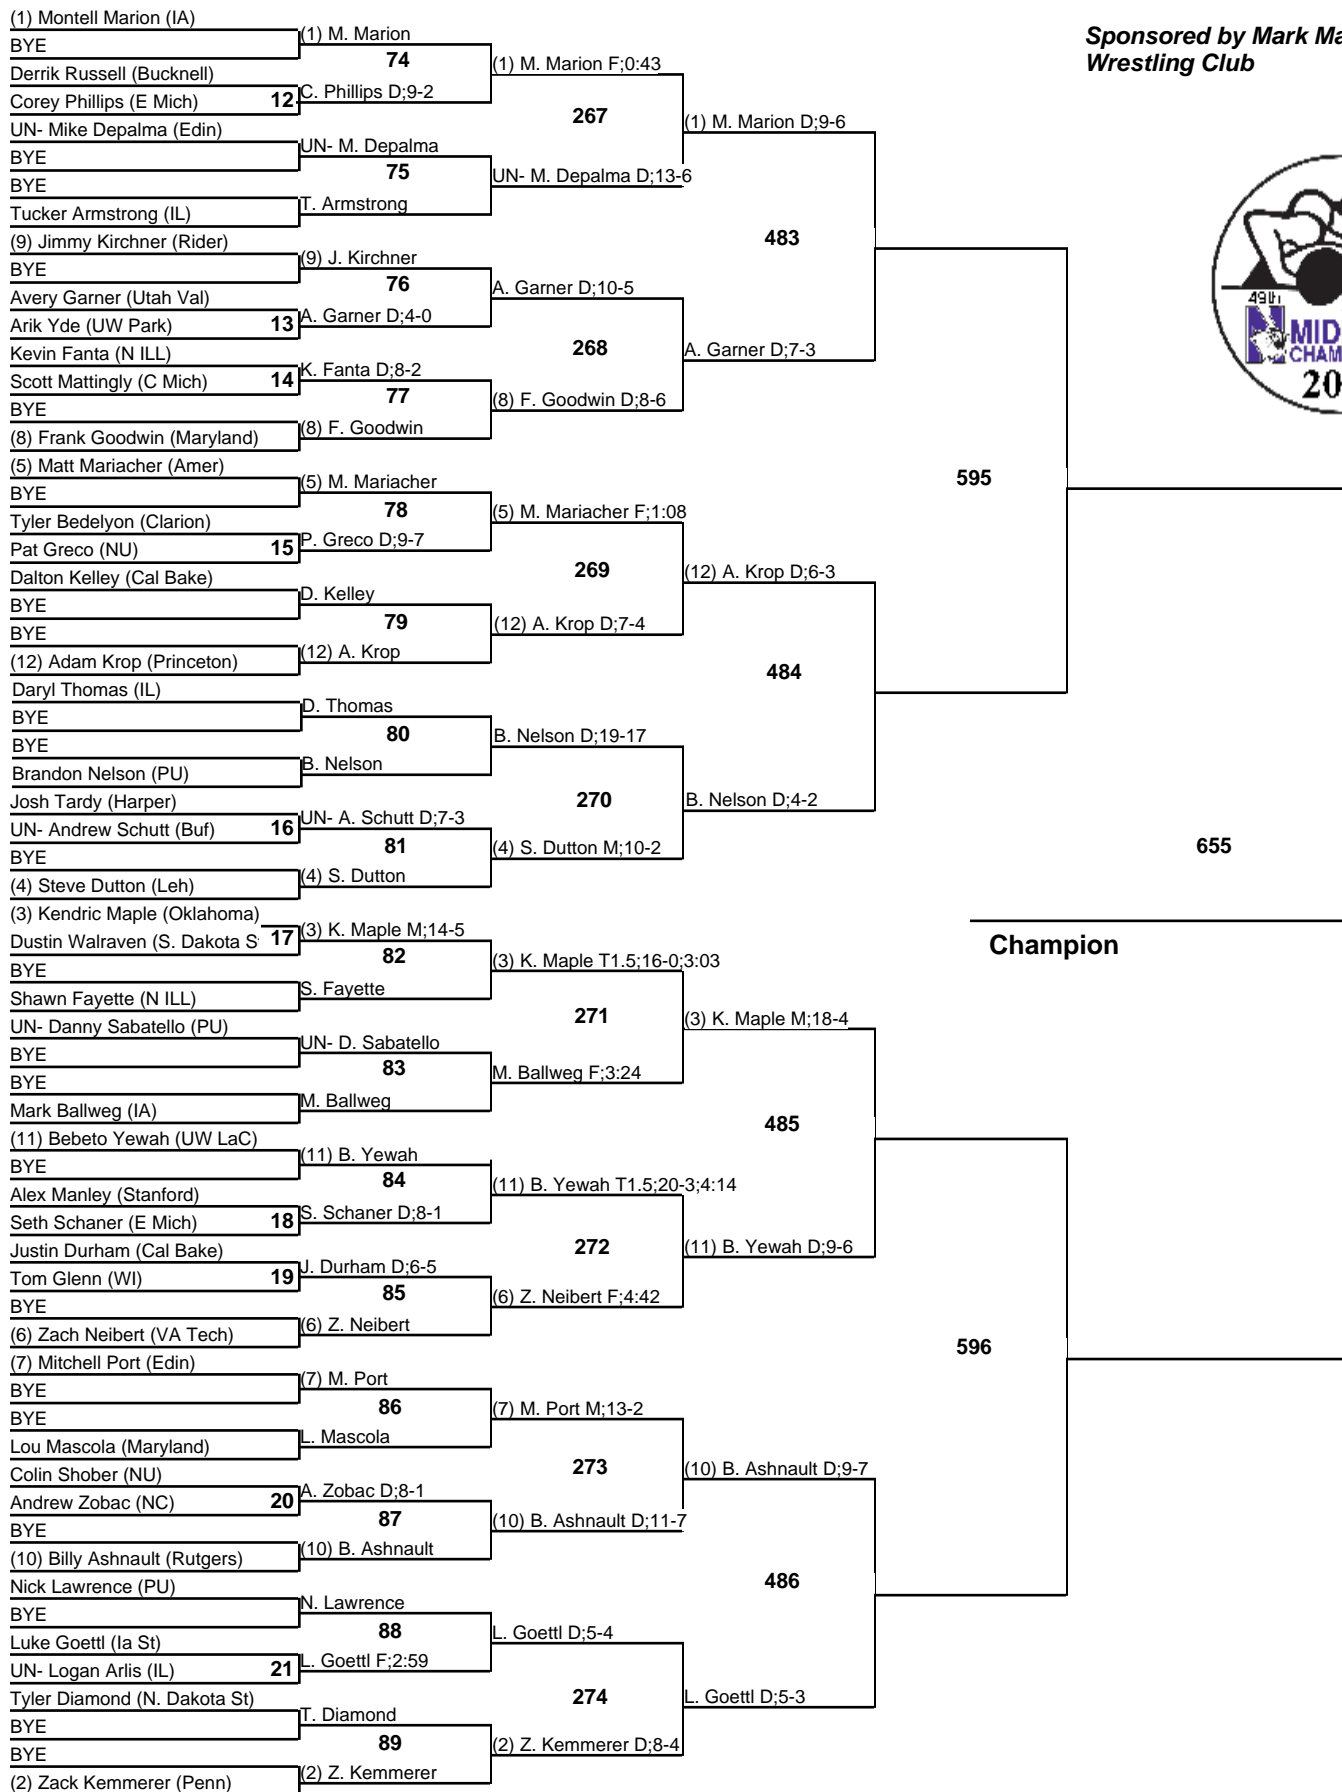 (1) Montell Marion (IA)
BYE
Derrik Russell (Bucknell)
Corey Phillips (E Mich) 12
UN- Mike Depalma (Edin)
BYE
BYE
Tucker Armstrong (IL)
(9) Jimmy Kirchner (Rider)
BYE
Avery Garner (Utah Val)
Arik Yde (UW Park) 13
Kevin Fanta (N ILL)
Scott Mattingly (C Mich) 14
BYE
(8) Frank Goodwin (Maryland)
(5) Matt Mariacher (Amer)
BYE
Tyler Bedelyon (Clarion)
Pat Greco (NU) 15
Dalton Kelley (Cal Bake)
BYE
BYE
(12) Adam Krop (Princeton)
Daryl Thomas (IL)
BYE
BYE
Brandon Nelson (PU)
Josh Tardy (Harper)
UN- Andrew Schutt (Buf) 16
BYE
(4) Steve Dutton (Leh)
(3) Kendric Maple (Oklahoma)
Dustin Walraven (S. Dakota S 17
BYE
Shawn Fayette (N ILL)
UN- Danny Sabatello (PU)
BYE
BYE
Mark Ballweg (IA)
(11) Bebeto Yewah (UW LaC)
BYE
Alex Manley (Stanford)
Seth Schaner (E Mich) 18
Justin Durham (Cal Bake)
Tom Glenn (WI) 19
BYE
(6) Zach Neibert (VA Tech)
(7) Mitchell Port (Edin)
BYE
BYE
Lou Mascola (Maryland)
Colin Shober (NU)
Andrew Zobac (NC) 20
BYE
(10) Billy Ashnault (Rutgers)
Nick Lawrence (PU)
BYE
Luke Goettl (Ia St)
UN- Logan Arlis (IL) 21
Tyler Diamond (N. Dakota St)
BYE
BYE
(2) Zack Kemmerer (Penn)
(1) M. Marion
74
C. Phillips D;9-2
UN- M. Depalma
75
T. Armstrong
(9) J. Kirchner
76
A. Garner D;4-0
K. Fanta D;8-2
77
(8) F. Goodwin
(5) M. Mariacher
78
P. Greco D;9-7
D. Kelley
79
(12) A. Krop
D. Thomas
80
B. Nelson
UN- A. Schutt D;7-3
81
(4) S. Dutton
(3) K. Maple M;14-5
82
S. Fayette
UN- D. Sabatello
83
M. Ballweg
(11) B. Yewah
84
S. Schaner D;8-1
J. Durham D;6-5
85
(6) Z. Neibert
(7) M. Port
86
L. Mascola
A. Zobac D;8-1
87
(10) B. Ashnault
N. Lawrence
88
L. Goettl F;2:59
T. Diamond
89
(2) Z. Kemmerer
(1) M. Marion F;0:43
267
UN- M. Depalma D;13-6
A. Garner D;10-5
268
(8) F. Goodwin D;8-6
(5) M. Mariacher F;1:08
269
(12) A. Krop D;7-4
B. Nelson D;19-17
270
(4) S. Dutton M;10-2
(3) K. Maple T1.5;16-0;3:03
271
M. Ballweg F;3:24
(11) B. Yewah T1.5;20-3;4:14
272
(6) Z. Neibert F;4:42
(7) M. Port M;13-2
273
(10) B. Ashnault D;11-7
L. Goettl D;5-4
274
(2) Z. Kemmerer D;8-4
(1) M. Marion D;9-6
483
A. Garner D;7-3
(12) A. Krop D;6-3
484
B. Nelson D;4-2
(3) K. Maple M;18-4
485
(11) B. Yewah D;9-6
(10) B. Ashnault D;9-7
486
L. Goettl D;5-3
595
596
Sponsored by Mark Ma
Wrestling Club
49th
N MID
CHAM
20
655
Champion